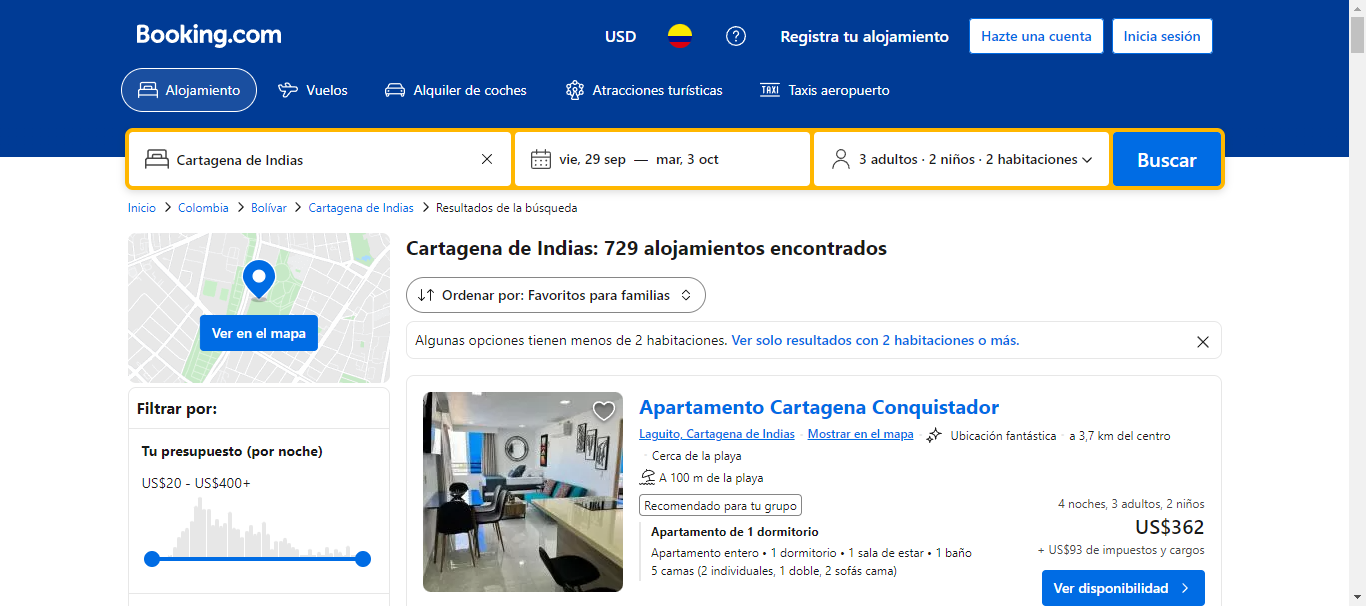 Booking.com
USD
Registra tu alojamiento
Hazte una cuenta
Inicia sesión
Alojamiento
Vuelos
Alquiler de coches
Atracciones turísticas
TAXI Taxis aeropuerto
Cartagena de Indias
vie, 29 sep — mar, 3 oct
3 adultos · 2 niños · 2 habitaciones
Buscar
Inicio > Colombia > Bolívar > Cartagena de Indias > Resultados de la búsqueda
Ver en el mapa
Filtrar por:
Tu presupuesto (por noche)
US$20 - US$400+
Cartagena de Indias: 729 alojamientos encontrados
Ordenar por: Favoritos para familias
Algunas opciones tienen menos de 2 habitaciones. Ver solo resultados con 2 habitaciones o más.
Apartamento Cartagena Conquistador
Laguito, Cartagena de Indias · Mostrar en el mapa · Ubicación fantástica · a 3,7 km del centro
· Cerca de la playa
A 100 m de la playa
Recomendado para tu grupo
Apartamento de 1 dormitorio
Apartamento entero • 1 dormitorio • 1 sala de estar • 1 baño
5 camas (2 individuales, 1 doble, 2 sofás cama)
4 noches, 3 adultos, 2 niños
US$362
+ US$93 de impuestos y cargos
Ver disponibilidad